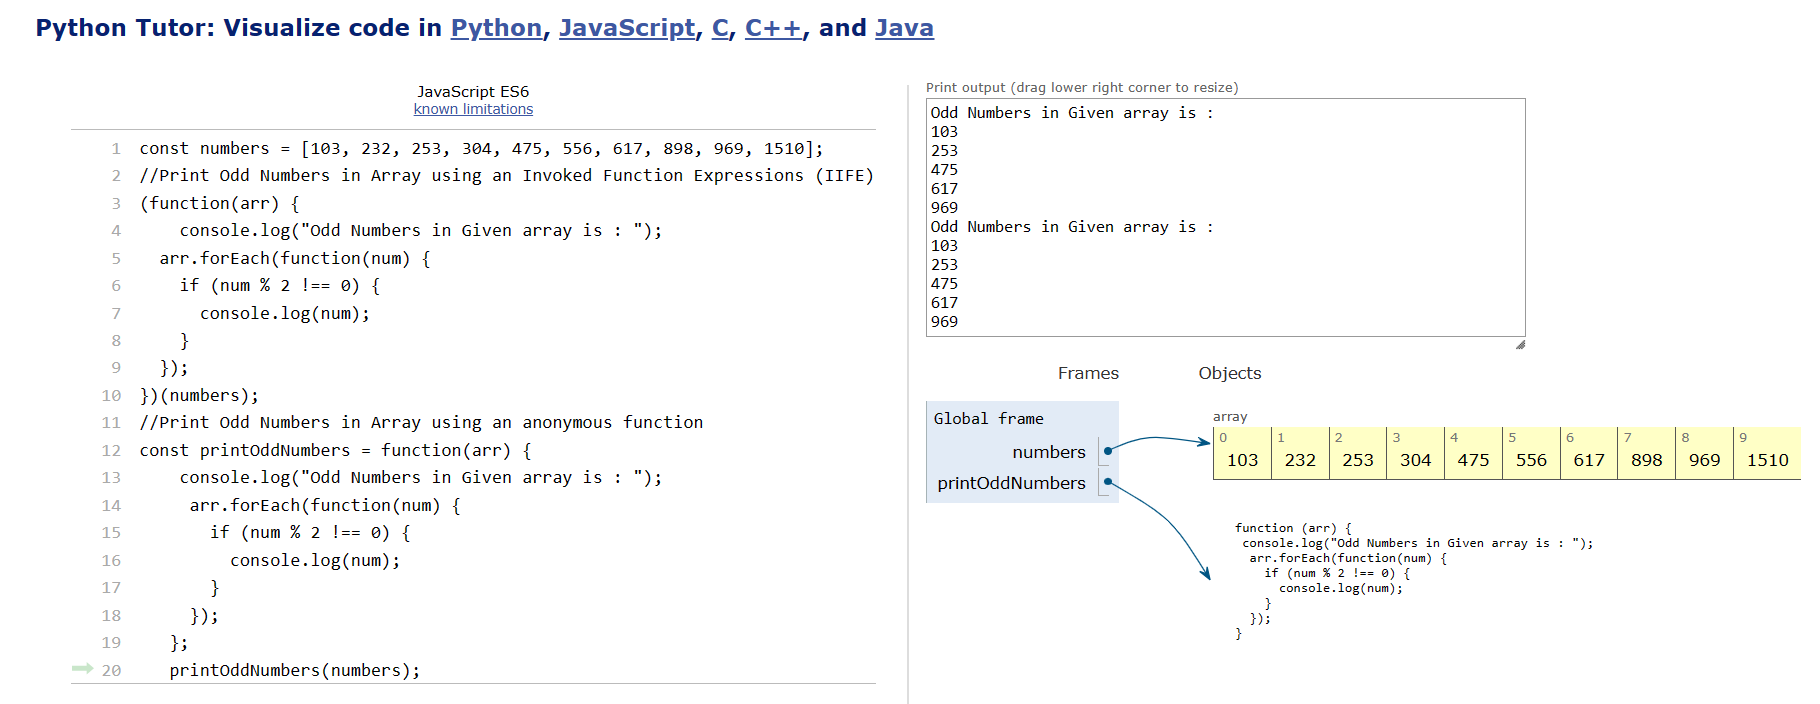 Python Tutor: Visualize code in Python, JavaScript, C, C++, and Java
JavaScript ES6
known limitations
1 const numbers = [103, 232, 253, 304, 475, 556, 617, 898, 969, 1510];
2 //Print Odd Numbers in Array using an Invoked Function Expressions (IIFE)
3 (function(arr) {
4     console.log("Odd Numbers in Given array is : ");
5   arr.forEach(function(num) {
6     if (num % 2 !== 0) {
7       console.log(num);
8     }
9   });
10 })(numbers);
11 //Print Odd Numbers in Array using an anonymous function
12 const printOddNumbers = function(arr) {
13     console.log("Odd Numbers in Given array is : ");
14      arr.forEach(function(num) {
15        if (num % 2 !== 0) {
16          console.log(num);
17        }
18      });
19    };
20    printOddNumbers(numbers);
Print output (drag lower right corner to resize)
Odd Numbers in Given array is :
103
253
475
617
969
Odd Numbers in Given array is :
103
253
475
617
969
Frames
Objects
Global frame
numbers
printOddNumbers
array
0 1 2 3 4 5 6 7 8 9
103 232 253 304 475 556 617 898 969 1510
function (arr) {
 console.log("Odd Numbers in Given array is : ");
  arr.forEach(function(num) {
    if (num % 2 !== 0) {
      console.log(num);
    }
  });
}